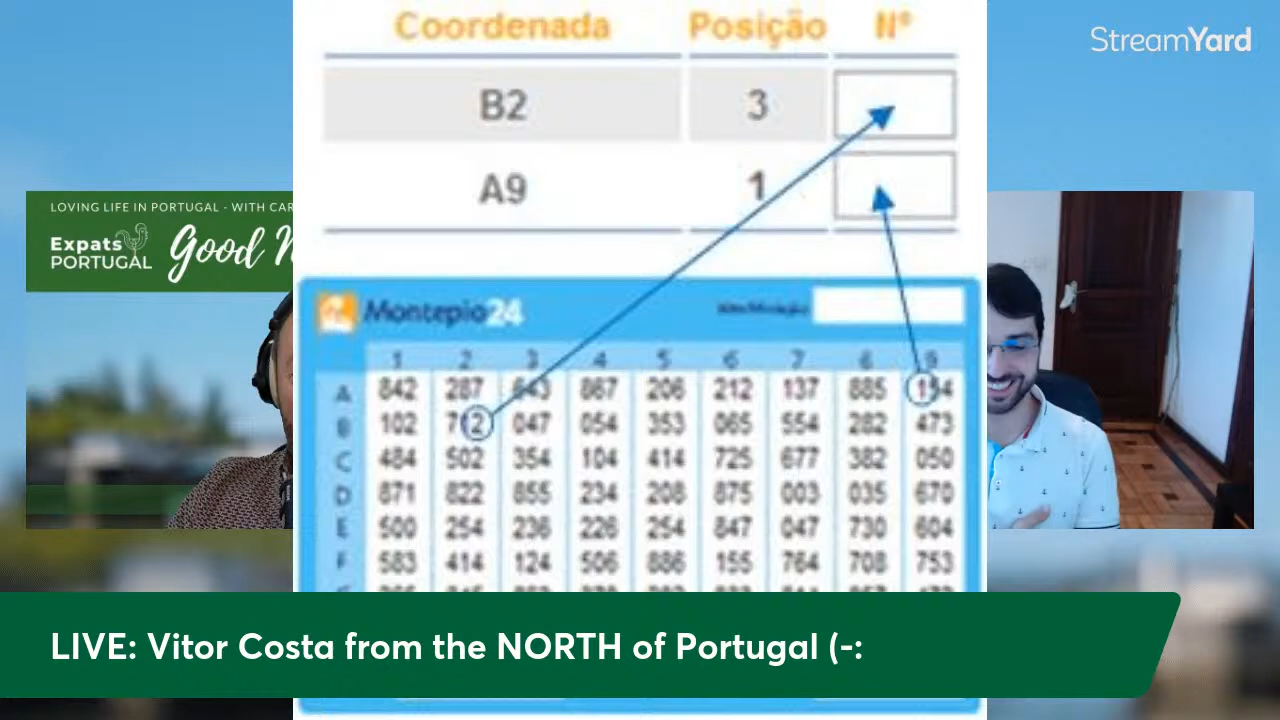 Coordenada Posição Nº
StreamYard
B2 3
A9 1
LOVING LIFE IN PORTUGAL - WITH CAR
Expats
PORTUGAL
Good
Montepio24
1 2 3 4 5 6 7 8 9
A 842 287 843 867 206 212 137 885 154
B 102 712 047 054 353 065 554 282 473
C 484 502 354 104 414 725 677 382 050
D 871 822 855 234 208 875 003 035 670
E 500 254 236 226 254 847 047 730 604
F 583 414 124 506 886 155 764 708 753
LIVE: Vitor Costa from the NORTH of Portugal (-: